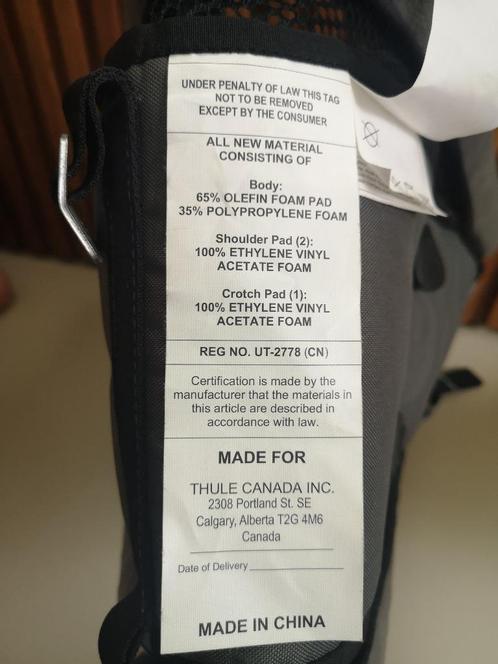 UNDER PENALTY OF LAW THIS TAG
NOT TO BE REMOVED
EXCEPT BY THE CONSUMER
ALL NEW MATERIAL
CONSISTING OF
Body:
65% OLEFIN FOAM PAD
35% POLYPROPYLENE FOAM
Shoulder Pad (2):
100% ETHYLENE VINYL
ACETATE FOAM
Crotch Pad (1):
100% ETHYLENE VINYL
ACETATE FOAM
REG NO. UT-2778 (CN)
Certification is made by the
manufacturer that the materials in
this article are described in
accordance with law.
MADE FOR
THULE CANADA INC.
2308 Portland St. SE
Calgary, Alberta T2G 4M6
Canada
Date of Delivery
MADE IN CHINA